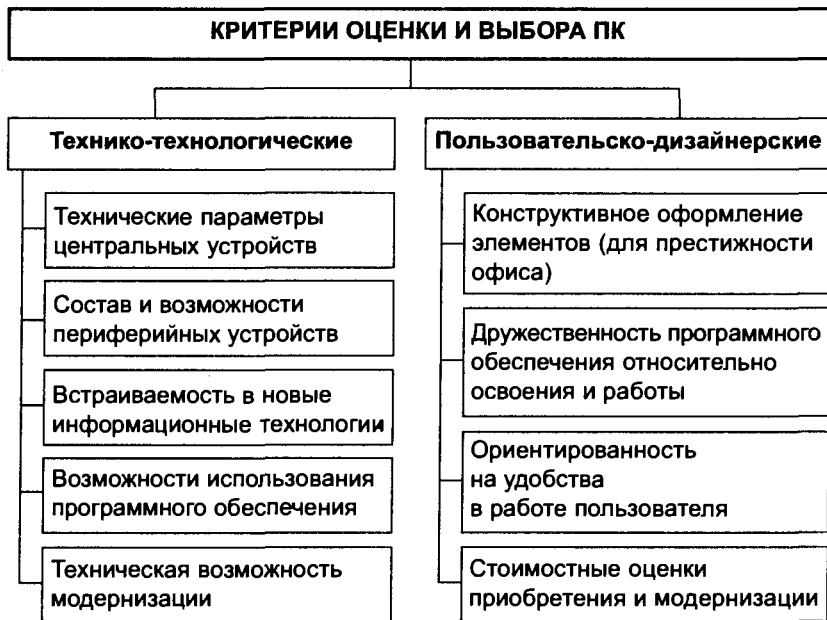 КРИТЕРИИ ОЦЕНКИ И ВЫБОРА ПК
Технико-технологические
Технические параметры
центральных устройств
Состав и возможности
периферийных устройств
Встраиваемость в новые
информационные технологии
Возможности использования
программного обеспечения
Техническая возможность
модернизации
Пользовательско-дизайнерские
Конструктивное оформление
элементов (для престижности
офиса)
Дружественность программного
обеспечения относительно
освоения и работы
Ориентированность
на удобства
в работе пользователя
Стоимостные оценки
приобретения и модернизации